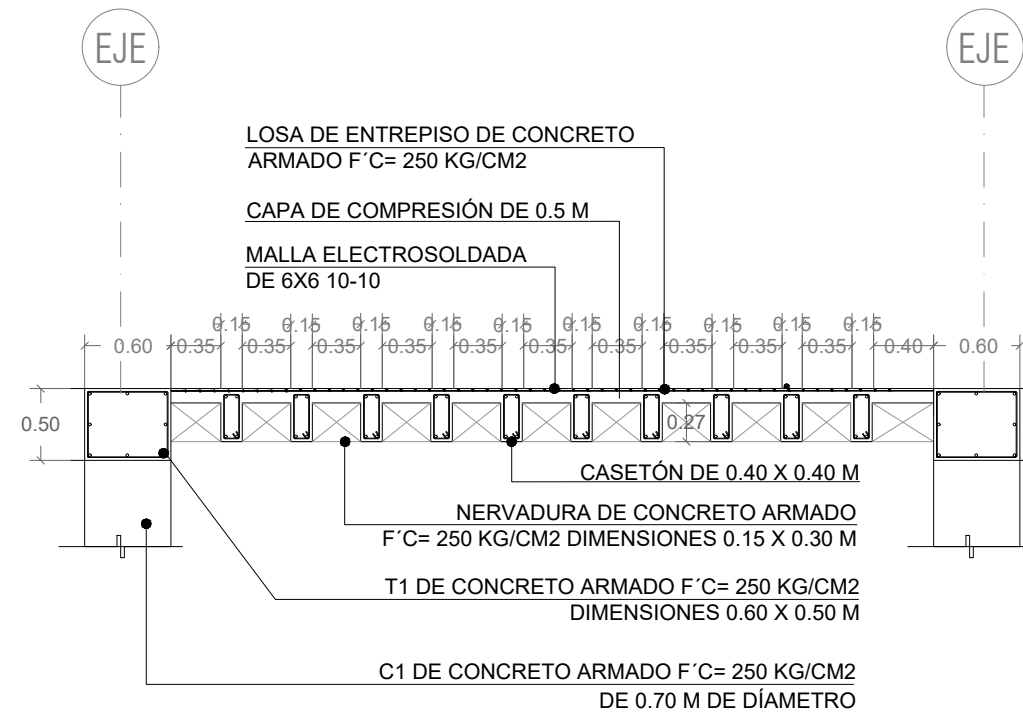 EJE EJE
LOSA DE ENTREPISO DE CONCRETO
ARMADO F´C= 250 KG/CM2
CAPA DE COMPRESIÓN DE 0.5 M
MALLA ELECTROSOLDADA
DE 6X6 10-10
0.15 0.15 0.15 0.15 0.15 0.15 0.15 0.15 0.15 0.15
0.60 0.35 0.35 0.35 0.35 0.35 0.35 0.35 0.35 0.35 0.35 0.40 0.60
0.50 0.27
CASETÓN DE 0.40 X 0.40 M
NERVADURA DE CONCRETO ARMADO
F´C= 250 KG/CM2 DIMENSIONES 0.15 X 0.30 M
T1 DE CONCRETO ARMADO F´C= 250 KG/CM2
DIMENSIONES 0.60 X 0.50 M
C1 DE CONCRETO ARMADO F´C= 250 KG/CM2
DE 0.70 M DE DÍAMETRO